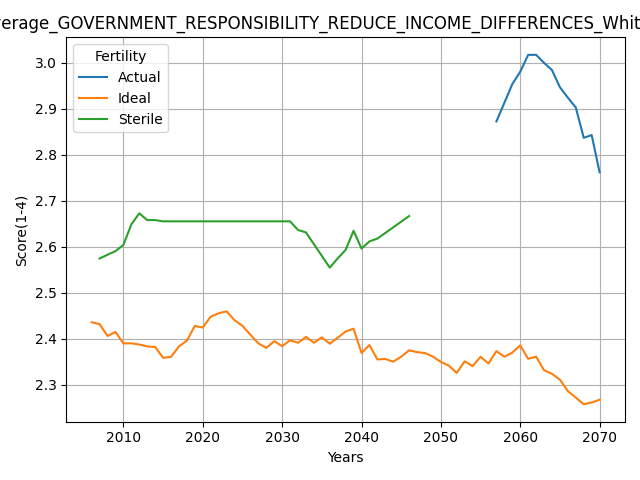 verage_GOVERNMENT_RESPONSIBILITY_REDUCE_INCOME_DIFFERENCES_Whit
Fertility
Actual
Ideal
Sterile
3.0
2.9
2.8
2.7
2.6
2.5
2.4
2.3
Score(1-4)
2010 2020 2030 2040 2050 2060 2070
Years